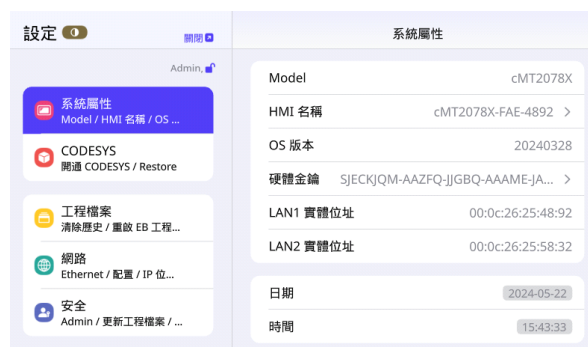 設定
關閉
Admin,
系統屬性
Model / HMI 名稱 / OS ...
CODESYS
開通 CODESYS / Restore
工程檔案
清除歷史 / 重啟 EB 工程...
網路
Ethernet / 配置 / IP 位...
安全
Admin / 更新工程檔案 / ...
系統屬性
Model cMT2078X
HMI 名稱 cMT2078X-FAE-4892 >
OS 版本 20240328
硬體金鑰 SJECKJQM-AAZFQ-JJGBQ-AAAME-JA... >
LAN1 實體位址 00:0c:26:25:48:92
LAN2 實體位址 00:0c:26:25:58:32
日期 2024-05-22
時間 15:43:33